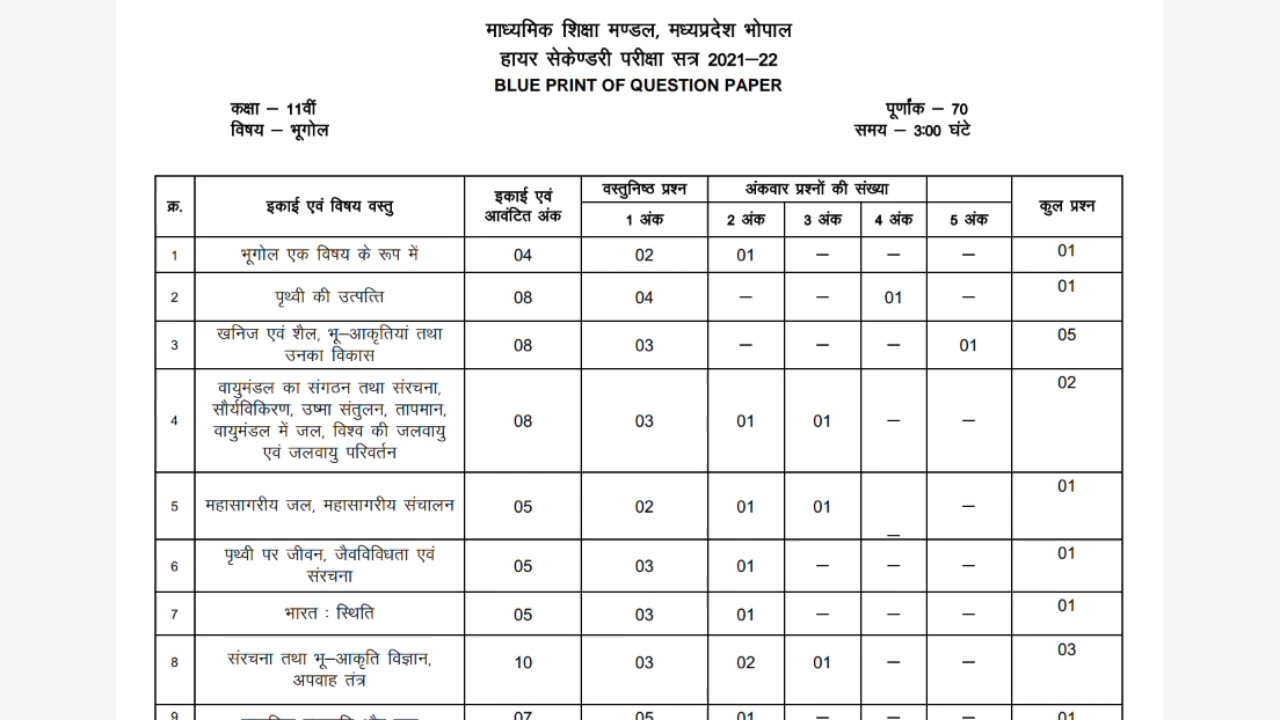 माध्यमिक शिक्षा मण्डल, मध्यप्रदेश भोपाल
हायर सेकेण्डरी परीक्षा सत्र 2021–22
BLUE PRINT OF QUESTION PAPER
कक्षा – 11वीं पूर्णांक – 70
विषय – भूगोल समय – 3:00 घंटे
क्र. इकाई एवं विषय वस्तु इकाई एवं आवंटित अंक वस्तुनिष्ठ प्रश्न अंकवार प्रश्नों की संख्या कुल प्रश्न
1 अंक 2 अंक 3 अंक 4 अंक 5 अंक
1 भूगोल एक विषय के रूप में 04 02 01 – – – 01
2 पृथ्वी की उत्पत्ति 08 04 – – 01 – 01
3 खनिज एवं शैल, भू–आकृतियां तथा
उनका विकास 08 03 – – – 01 05
4 वायुमंडल का संगठन तथा संरचना,
सौर्यविकिरण, उष्मा संतुलन, तापमान,
वायुमंडल में जल, विश्व की जलवायु
एवं जलवायु परिवर्तन 08 03 01 01 – – 02
5 महासागरीय जल, महासागरीय संचालन 05 02 01 01 – – 01
6 पृथ्वी पर जीवन, जैवविविधता एवं
संरचना 05 03 01 – – – 01
7 भारत : स्थिति 05 03 01 – – – 01
8 संरचना तथा भू–आकृति विज्ञान,
अपवाह तंत्र 10 03 02 01 – – 03
9 07 05 01 – – – 01